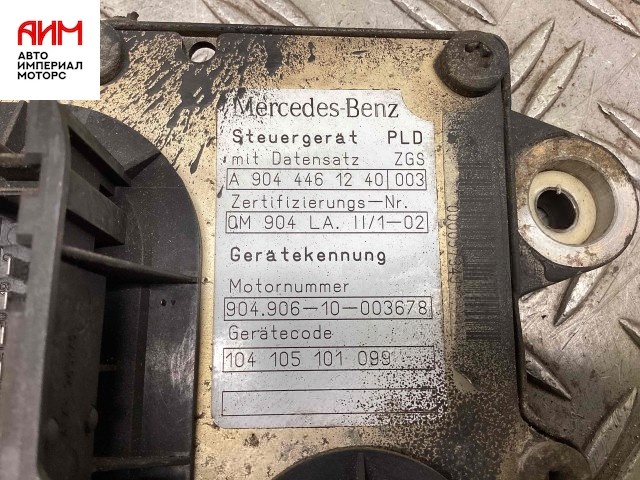 АИМ
АВТО
ИМПЕРИАЛ
МОТОРС
Mercedes-Benz
Steuergerät PLD
mit Datensatz ZGS
A 904 446 12 40 003
Zertifizierungs-Nr.
OM 904 LA. II/1-02
Gerätekennung
Motornummer
904.906-10-003678
Gerätecode
104 105 101 099